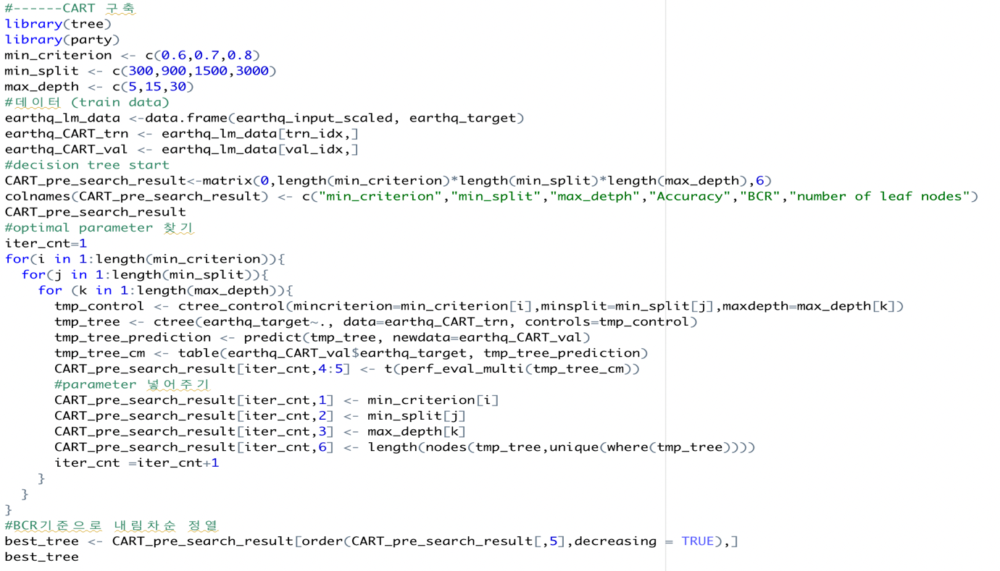 #------CART 구축
library(tree)
library(party)
min_criterion <- c(0.6,0.7,0.8)
min_split <- c(300,900,1500,3000)
max_depth <- c(5,15,30)
#데이터 (train data)
earthq_lm_data <-data.frame(earthq_input_scaled, earthq_target)
earthq_CART_trn <- earthq_lm_data[trn_idx,]
earthq_CART_val <- earthq_lm_data[val_idx,]
#decision tree start
CART_pre_search_result<-matrix(0,length(min_criterion)*length(min_split)*length(max_depth),6)
colnames(CART_pre_search_result) <- c("min_criterion","min_split","max_detph","Accuracy","BCR","number of leaf nodes")
CART_pre_search_result
#optimal parameter 찾기
iter_cnt=1
for(i in 1:length(min_criterion)){
  for(j in 1:length(min_split)){
    for (k in 1:length(max_depth)){
      tmp_control <- ctree_control(mincriterion=min_criterion[i],minsplit=min_split[j],maxdepth=max_depth[k])
      tmp_tree <- ctree(earthq_target~., data=earthq_CART_trn, controls=tmp_control)
      tmp_tree_prediction <- predict(tmp_tree, newdata=earthq_CART_val)
      tmp_tree_cm <- table(earthq_CART_val$earthq_target, tmp_tree_prediction)
      CART_pre_search_result[iter_cnt,4:5] <- t(perf_eval_multi(tmp_tree_cm))
      #parameter 넣어주기
      CART_pre_search_result[iter_cnt,1] <- min_criterion[i]
      CART_pre_search_result[iter_cnt,2] <- min_split[j]
      CART_pre_search_result[iter_cnt,3] <- max_depth[k]
      CART_pre_search_result[iter_cnt,6] <- length(nodes(tmp_tree,unique(where(tmp_tree))))
      iter_cnt =iter_cnt+1
    }
  }
}
#BCR기준으로 내림차순 정열
best_tree <- CART_pre_search_result[order(CART_pre_search_result[,5],decreasing = TRUE),]
best_tree